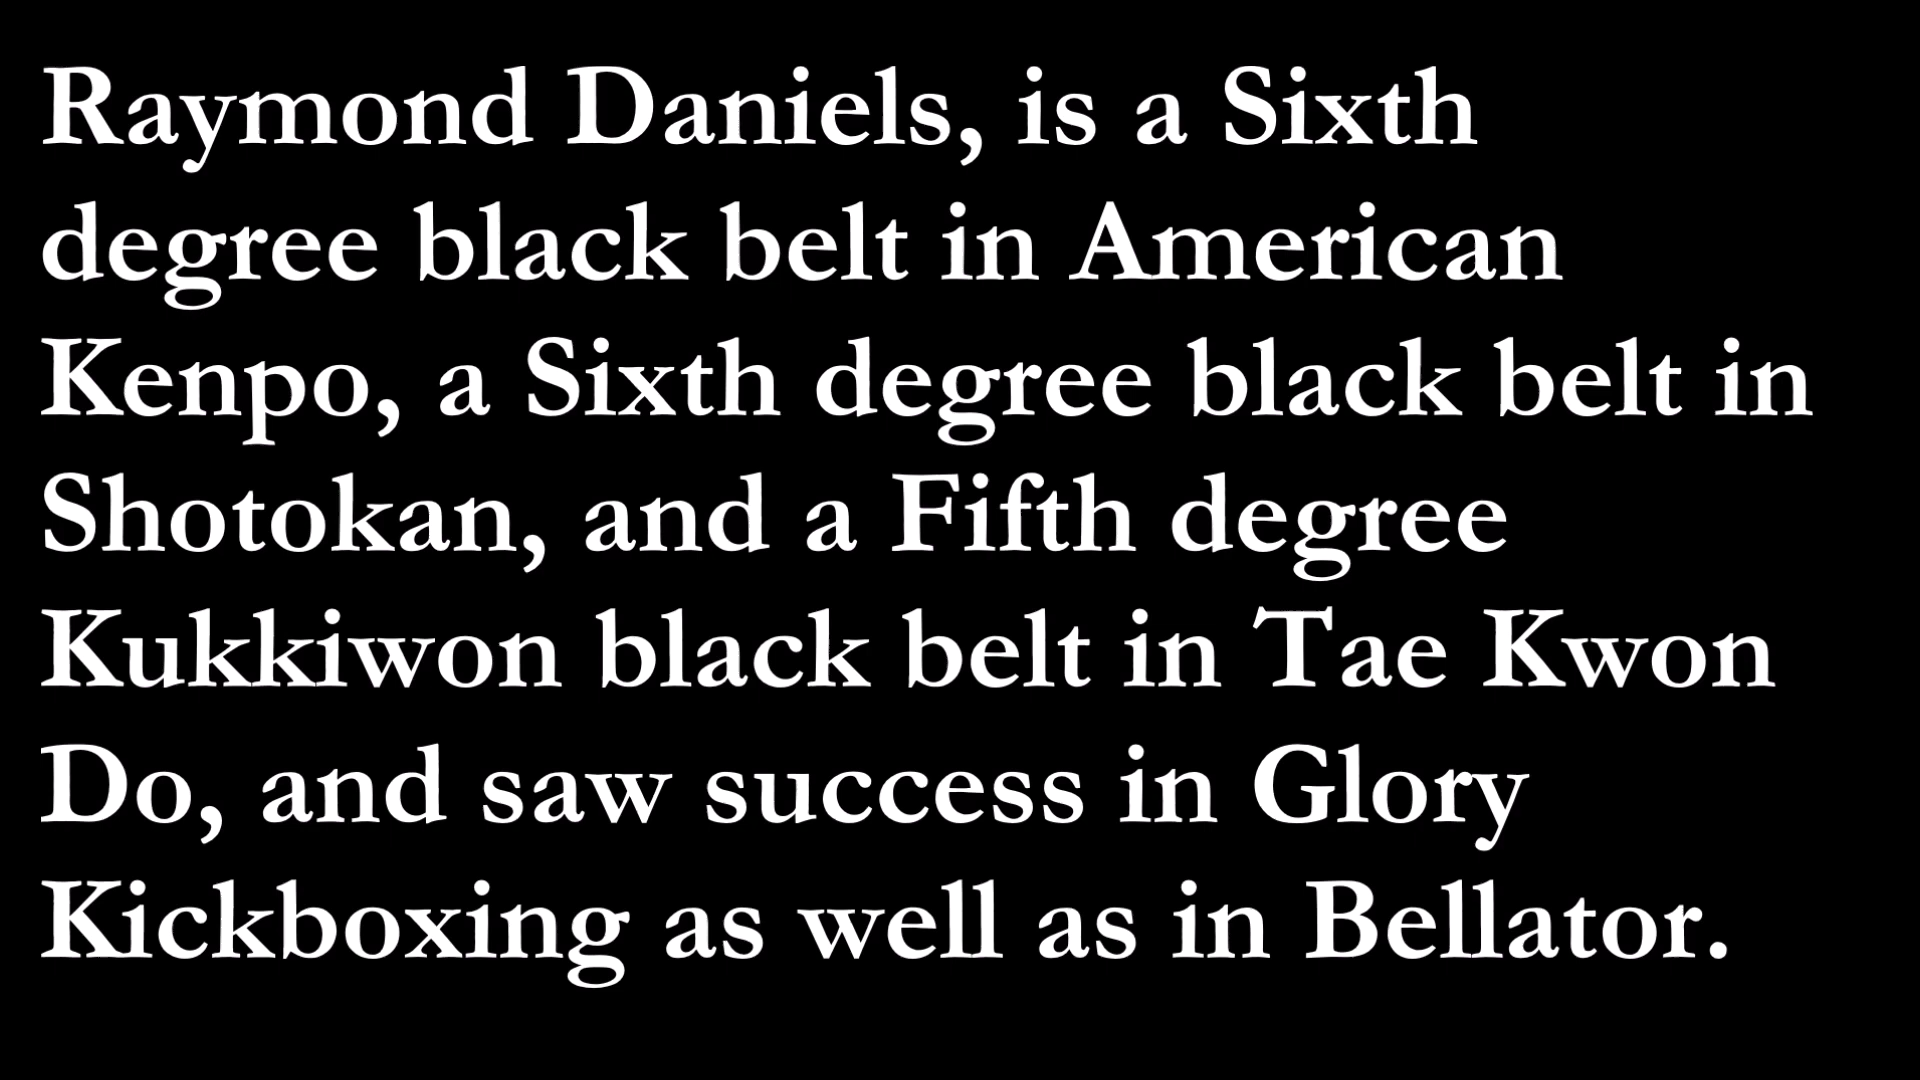 Raymond Daniels, is a Sixth
degree black belt in American
Kenpo, a Sixth degree black belt in
Shotokan, and a Fifth degree
Kukkiwon black belt in Tae Kwon
Do, and saw success in Glory
Kickboxing as well as in Bellator.